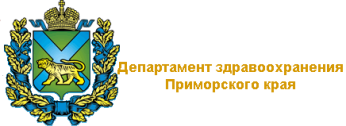 Департамент здравоохранения
Приморского края